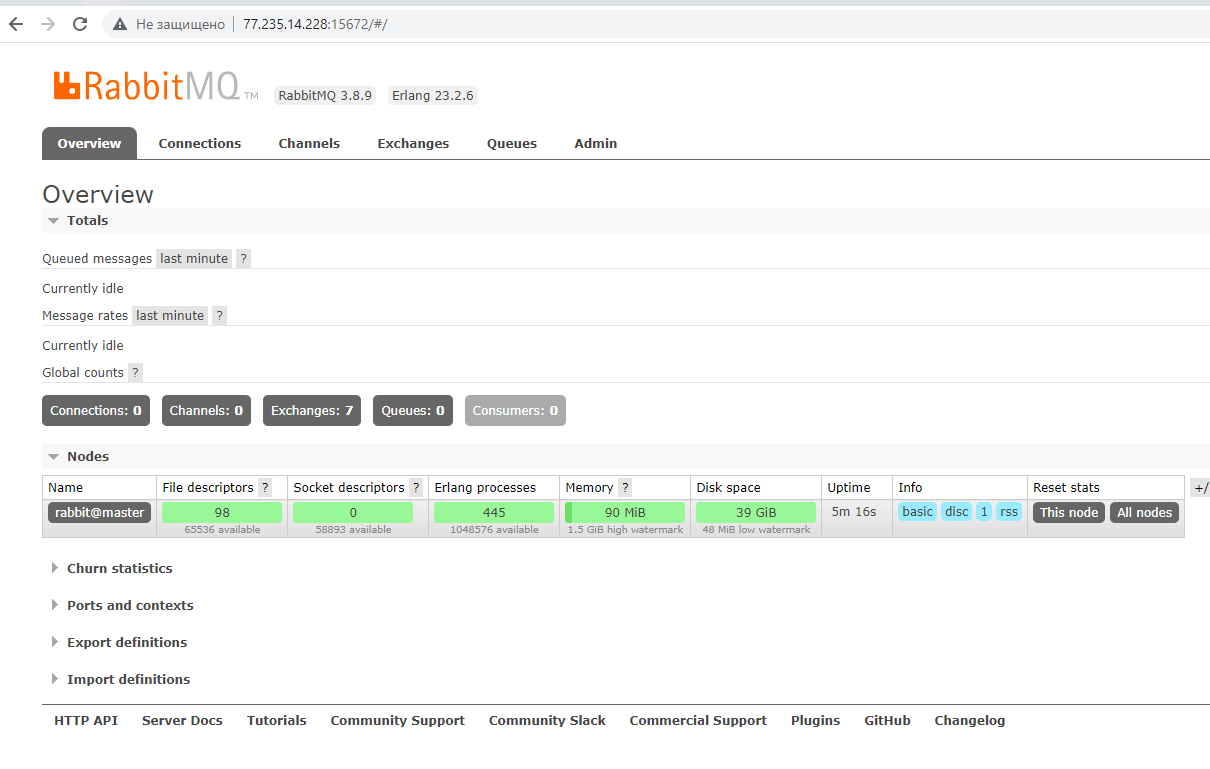 Не защищено 77.235.14.228:15672/#/
RabbitMQ TM RabbitMQ 3.8.9 Erlang 23.2.6
Overview Connections Channels Exchanges Queues Admin
Overview
Totals
Queued messages last minute ?
Currently idle
Message rates last minute ?
Currently idle
Global counts ?
Connections: 0 Channels: 0 Exchanges: 7 Queues: 0 Consumers: 0
Nodes
Name File descriptors ? Socket descriptors ? Erlang processes Memory ? Disk space Uptime Info Reset stats +/
rabbit@master 98 0 445 90 MiB 39 GiB 5m 16s basic disc 1 rss This node All nodes
65536 available 58893 available 1048576 available 1.5 GiB high watermark 48 MiB low watermark
Churn statistics
Ports and contexts
Export definitions
Import definitions
HTTP API Server Docs Tutorials Community Support Community Slack Commercial Support Plugins GitHub Changelog